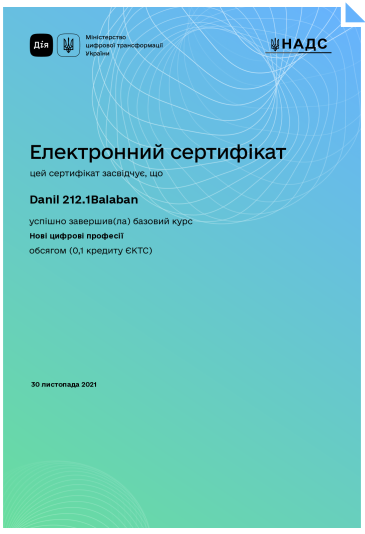 Дія
Міністерство
цифрової трансформації
України
НАДС
Електронний сертифікат
цей сертифікат засвідчує, що
Danil 212.1Balaban
успішно завершив(ла) базовий курс
Нові цифрові професії
обсягом (0,1 кредиту ЄКТС)
30 листопада 2021